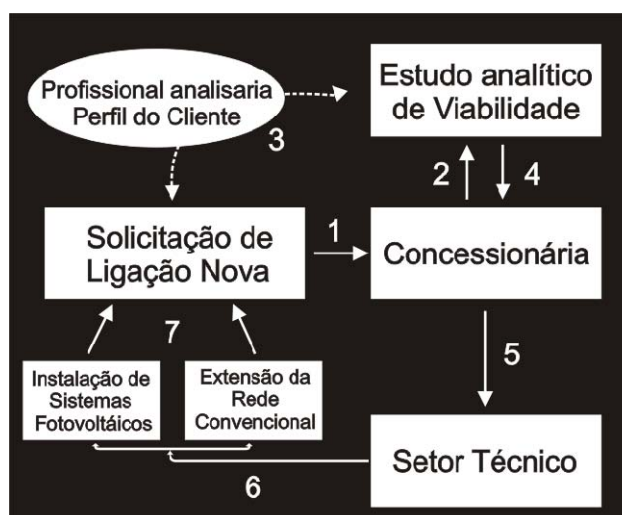 Profissional analisaria
Perfil do Cliente
3
Estudo analítico
de Viabilidade
2
4
Solicitação de
Ligação Nova
1
Concessionária
7
5
Instalação de
Sistemas
Fotovoltáicos
Extensão da
Rede
Convencional
6
Setor Técnico